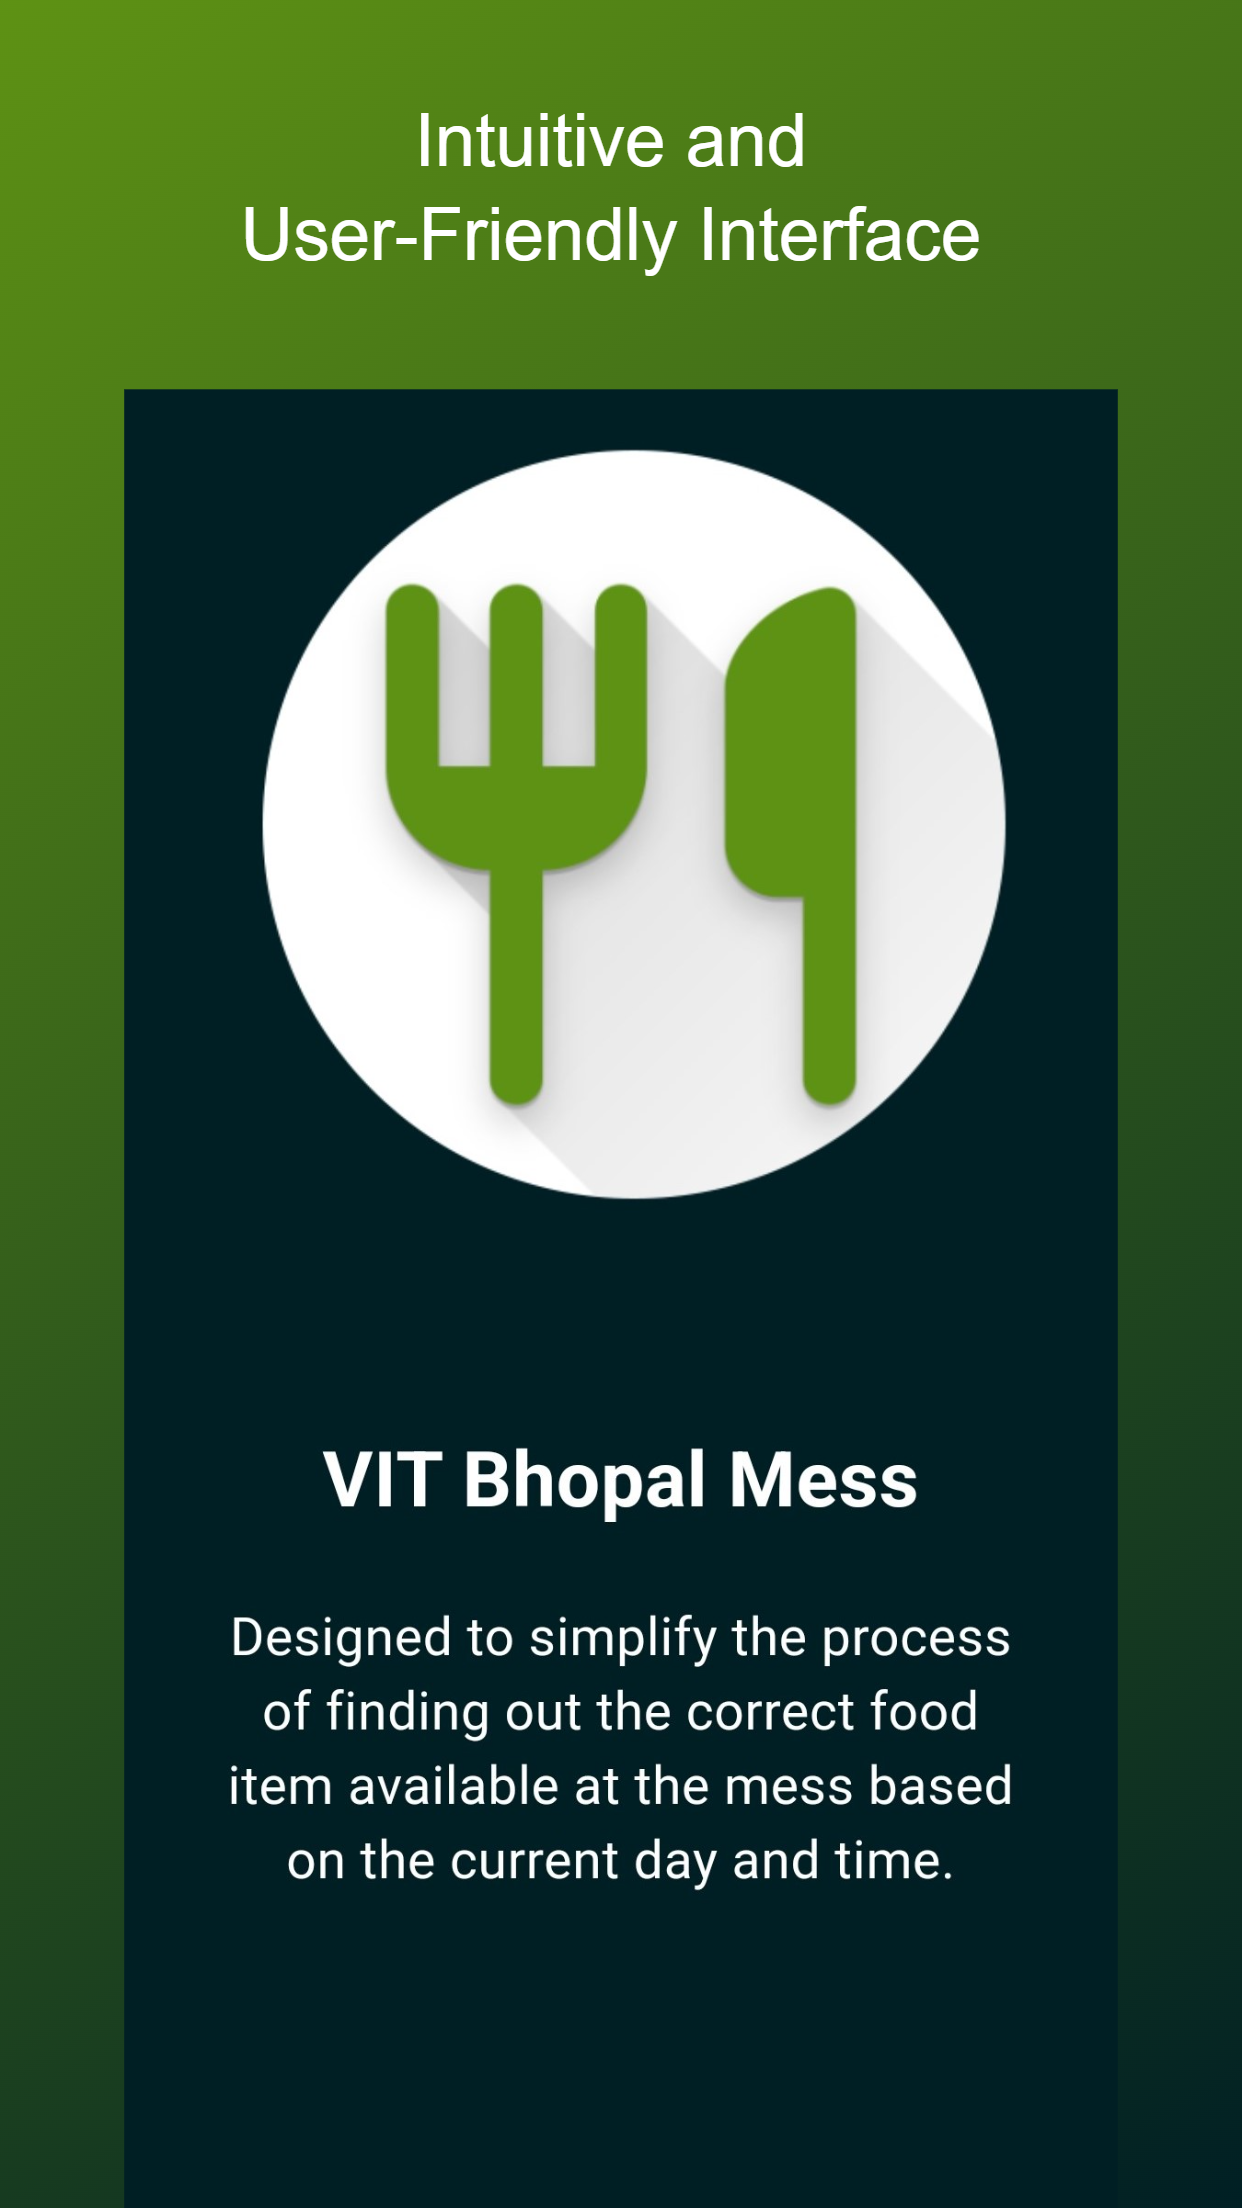 Intuitive and
User-Friendly Interface
VIT Bhopal Mess
Designed to simplify the process
of finding out the correct food
item available at the mess based
on the current day and time.